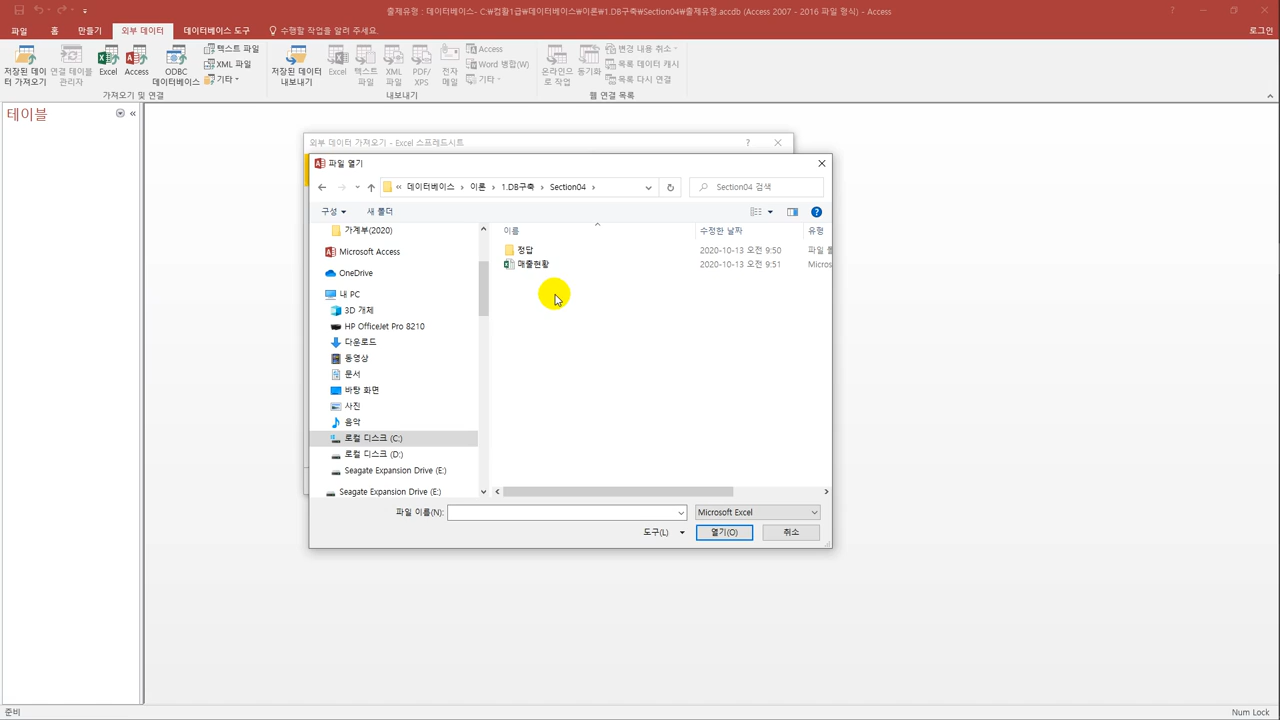 출제유형 : 데이터베이스- C:₩컴활1급₩데이터베이스₩이론₩1.DB구축₩Section04₩출제유형.accdb (Access 2007 - 2016 파일 형식) - Access
파일 홈 만들기 외부 데이터 데이터베이스 도구 수행할 작업을 알려 주세요. 로그인
저장된 데이터 가져오기
연결 테이블 관리자
Excel
Access
ODBC 데이터베이스
텍스트 파일
XML 파일
기타
가져오기 및 연결
저장된 데이터 내보내기
Excel
텍스트 파일
XML 파일
PDF/XPS
전자 메일
Access
Word 병합(W)
기타
내보내기
온라인으로 작업
동기화
변경 내용 취소
목록 데이터 캐시
목록 다시 연결
웹 연결 목록
테이블
외부 데이터 가져오기 - Excel 스프레드시트
파일 열기
« 데이터베이스 > 이론 > 1.DB구축 > Section04 >
Section04 검색
구성 새 폴더
가계부(2020)
Microsoft Access
OneDrive
내 PC
3D 개체
HP OfficeJet Pro 8210
다운로드
동영상
문서
바탕 화면
사진
음악
로컬 디스크 (C:)
로컬 디스크 (D:)
Seagate Expansion Drive (E:)
Seagate Expansion Drive (E:)
이름 수정한 날짜 유형
정답 2020-10-13 오전 9:50 파일 폴
매출현황 2020-10-13 오전 9:51 Micros
파일 이름(N):
Microsoft Excel
도구(L) 열기(O) 취소
준비
Num Lock